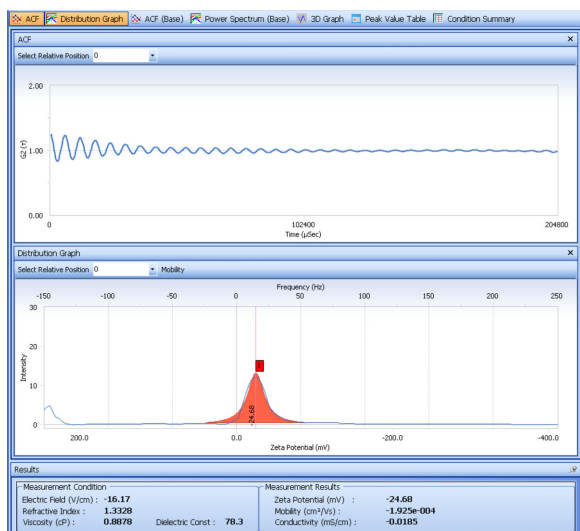 ACF Distribution Graph ACF (Base) Power Spectrum (Base) 3D Graph Peak Value Table Condition Summary
ACF
Select Relative Position 0
2.00
G2 (τ)
1.00
0.00
0 102400 204800
Time (µSec)
Distribution Graph
Select Relative Position 0 Mobility
Frequency (Hz)
-150 -100 -50 0 50 100 150 200 250
30
20
Intensity
10
-24.68
0
200.0 0.0 -200.0 -400.0
Zeta Potential (mV)
Results
Measurement Condition Measurement Results
Electric Field (V/cm) : -16.17 Zeta Potential (mV) : -24.68
Refractive Index : 1.3328 Mobility (cm²/Vs) : -1.925e-004
Viscosity (cP) : 0.8878 Dielectric Const : 78.3 Conductivity (mS/cm) : -0.0185